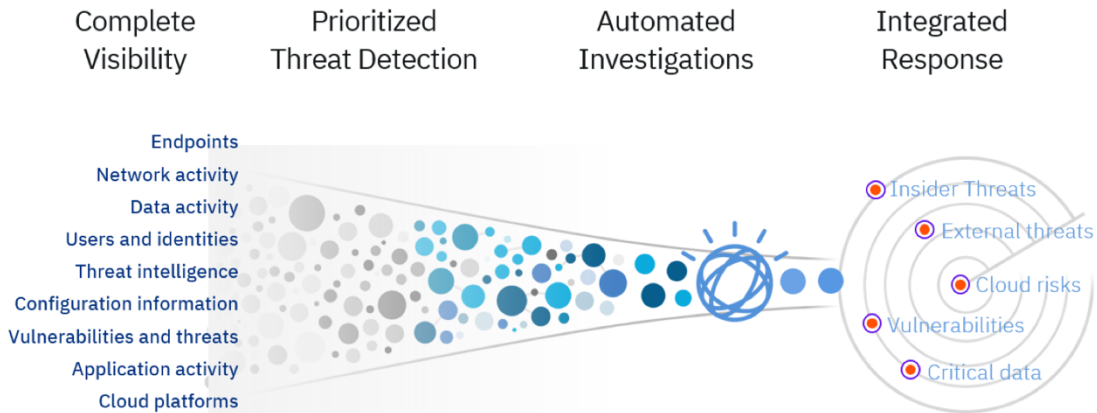 Complete
Visibility
Prioritized
Threat Detection
Automated
Investigations
Integrated
Response
Endpoints
Network activity
Data activity
Users and identities
Threat intelligence
Configuration information
Vulnerabilities and threats
Application activity
Cloud platforms
Insider Threats
External threats
Cloud risks
Vulnerabilities
Critical data